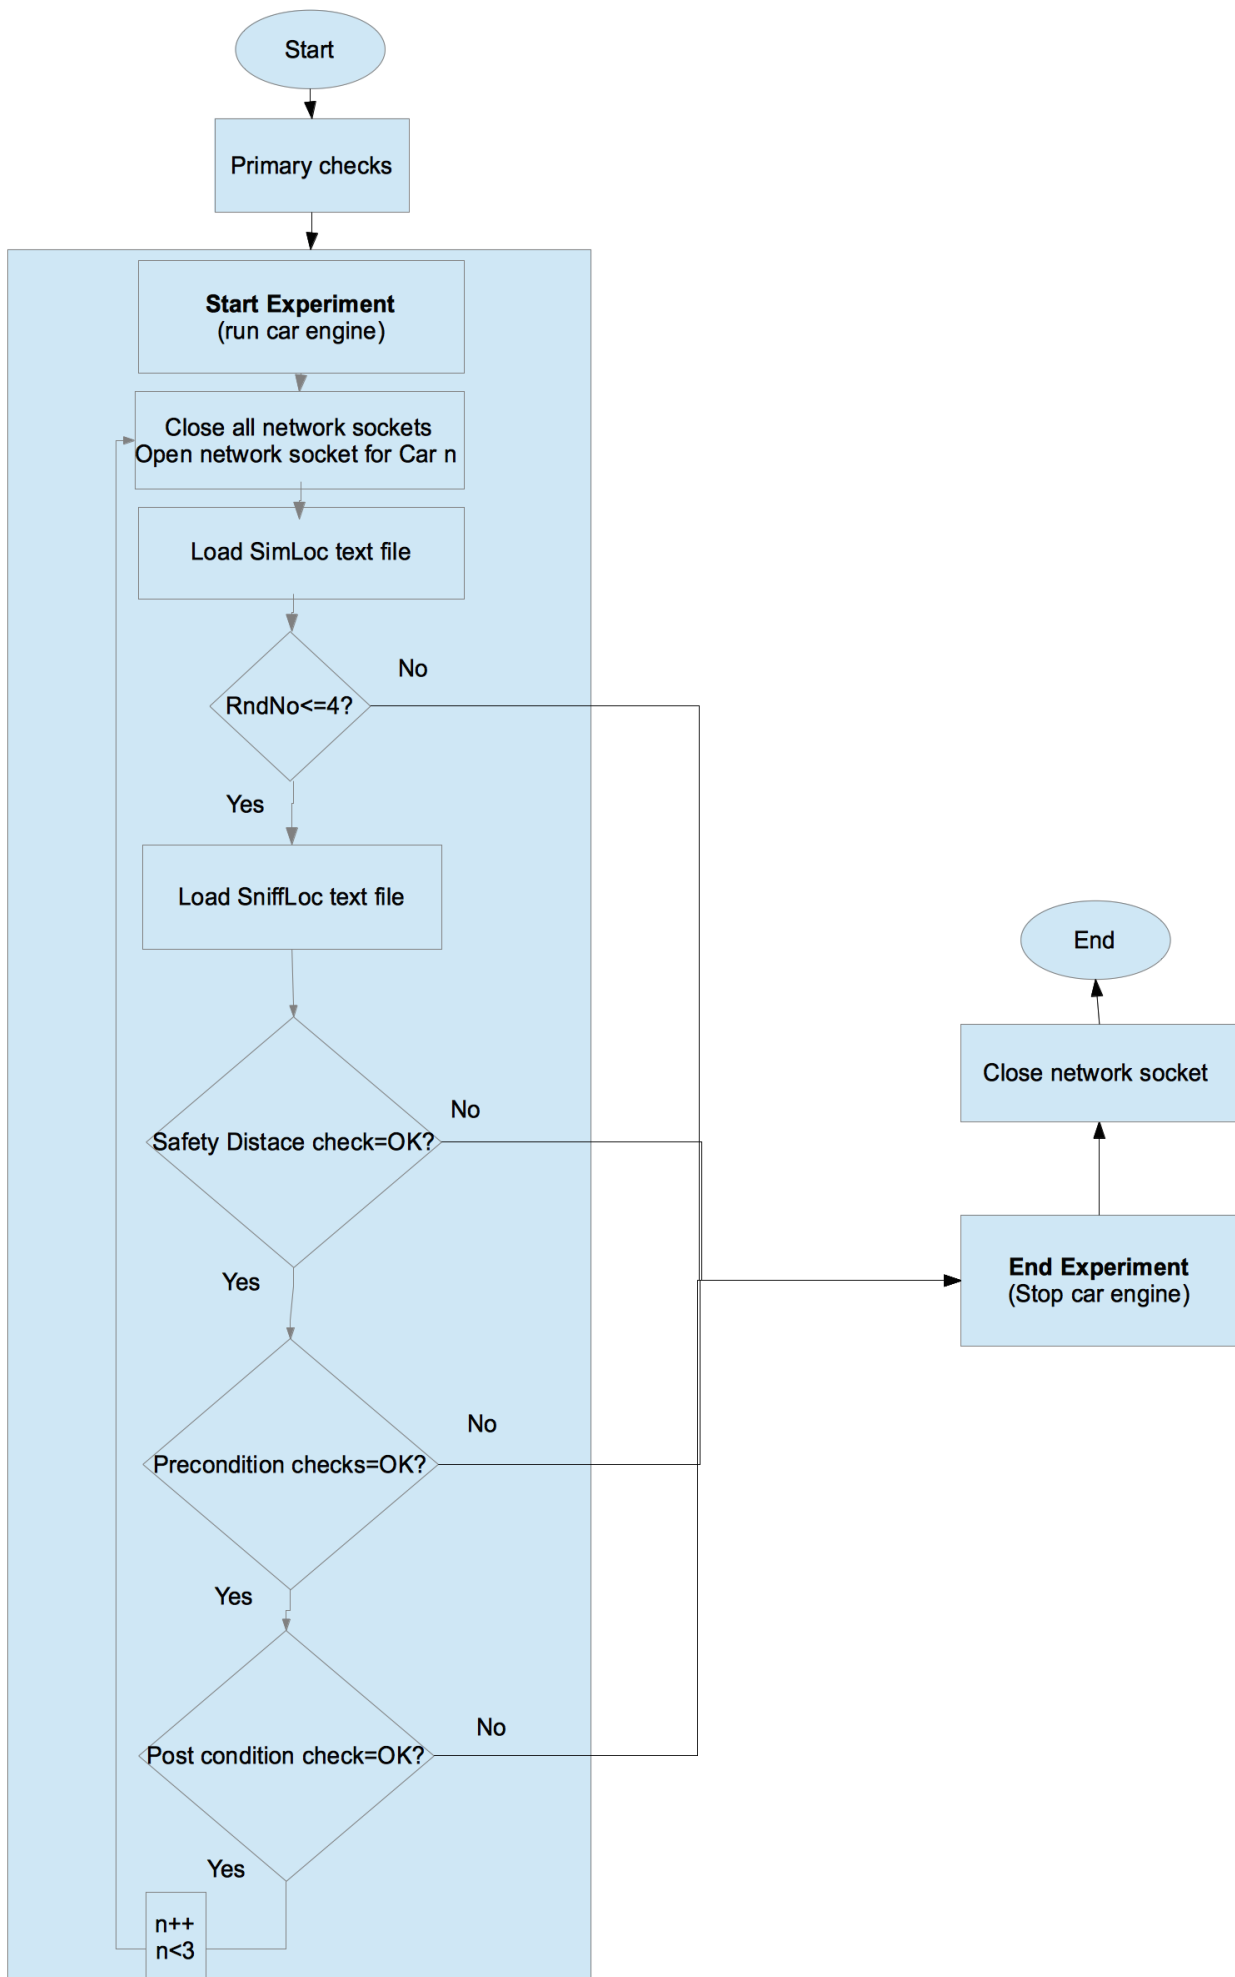 Start
Primary checks
Start Experiment
(run car engine)
Close all network sockets
Open network socket for Car n
Load SimLoc text file
No
RndNo<=4?
Yes
Load SniffLoc text file
End
Close network socket
No
Safety Distace check=OK?
Yes
End Experiment
(Stop car engine)
No
Precondition checks=OK?
Yes
No
Post condition check=OK?
Yes
n++
n<3